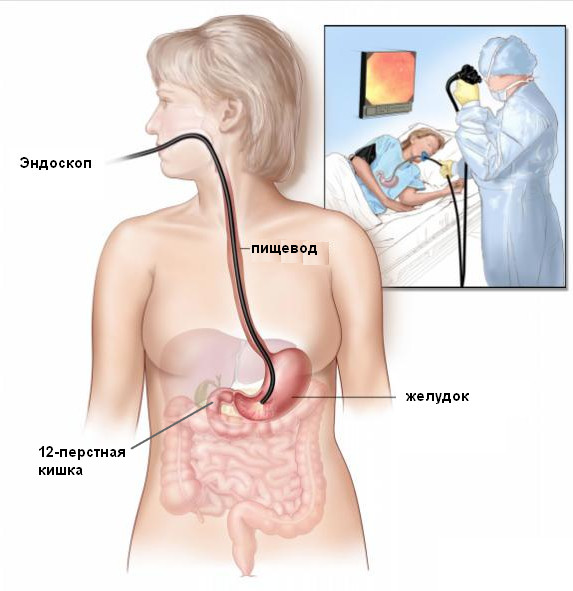 Эндоскоп
пищевод
желудок
12-перстная
кишка